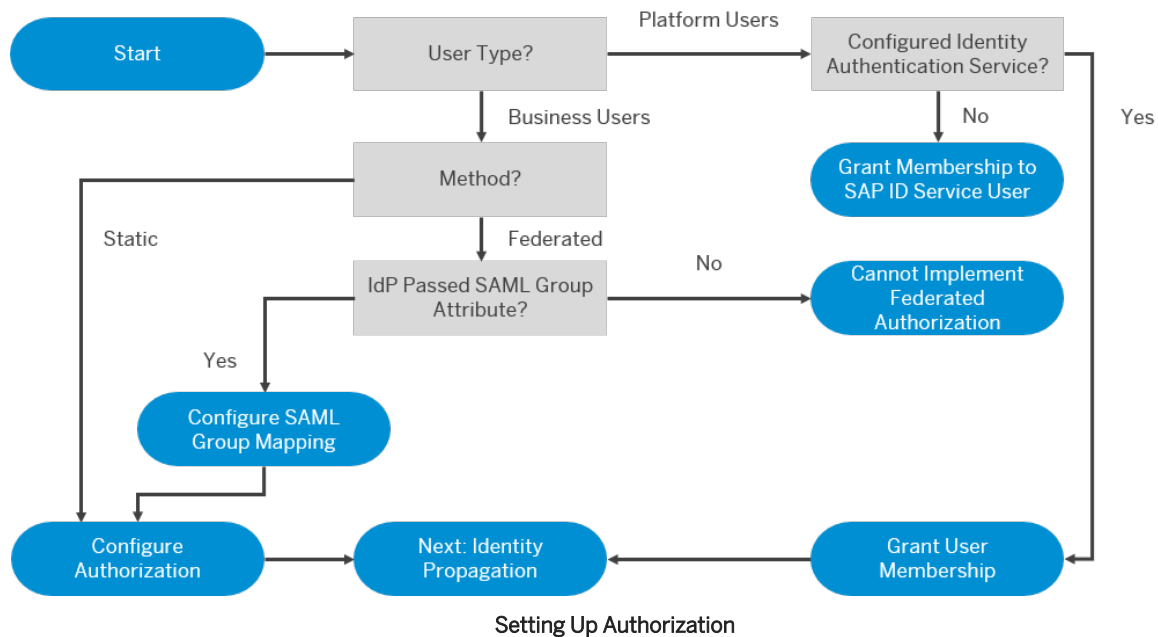 Platform Users
Start
User Type?
Configured Identity
Authentication Service?
Business Users
No
Yes
Method?
Grant Membership to
SAP ID Service User
Static
Federated
No
IdP Passed SAML Group
Attribute?
Cannot Implement
Federated
Authorization
Yes
Configure SAML
Group Mapping
Configure
Authorization
Next: Identity
Propagation
Grant User
Membership
Setting Up Authorization